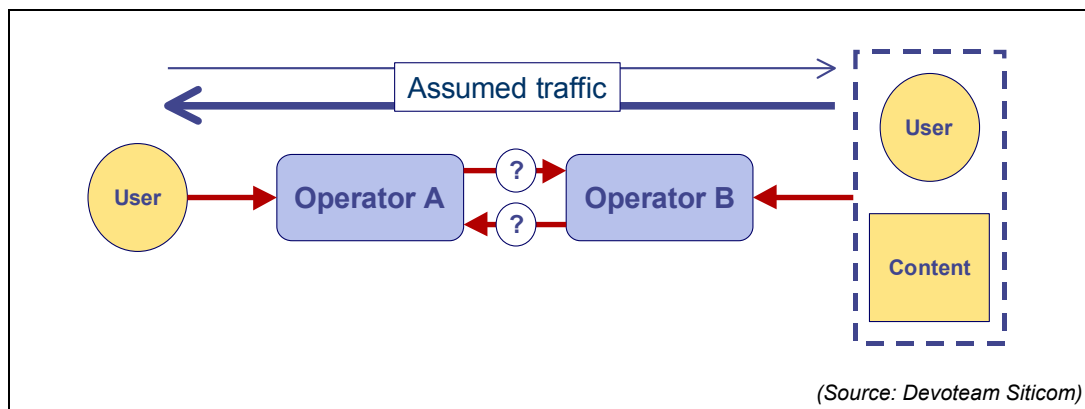 Assumed traffic
User
?
User
Operator A
Operator B
?
Content
(Source: Devoteam Siticom)